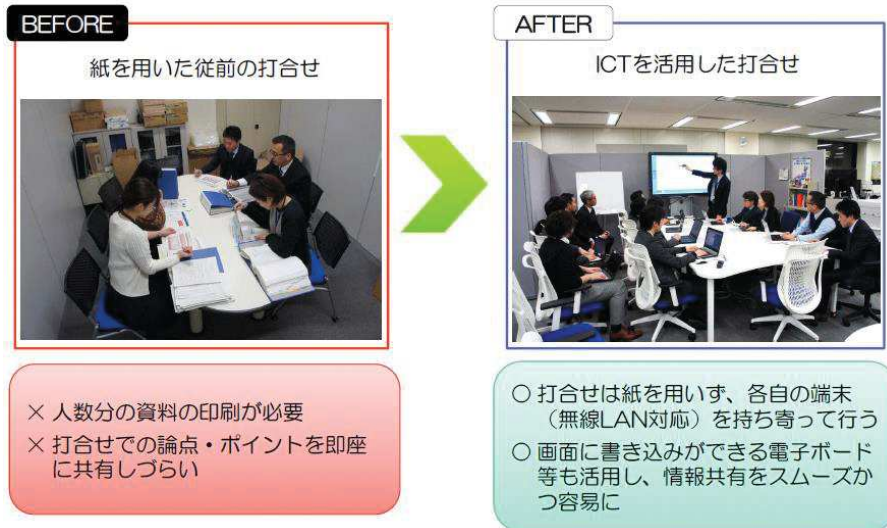 BEFORE
紙を用いた従前の打合せ
× 人数分の資料の印刷が必要
× 打合せでの論点・ポイントを即座
に共有しづらい
AFTER
ICTを活用した打合せ
○ 打合せは紙を用いず、各自の端末
（無線LAN対応）を持ち寄って行う
○ 画面に書き込みができる電子ボード
等も活用し、情報共有をスムーズか
つ容易に